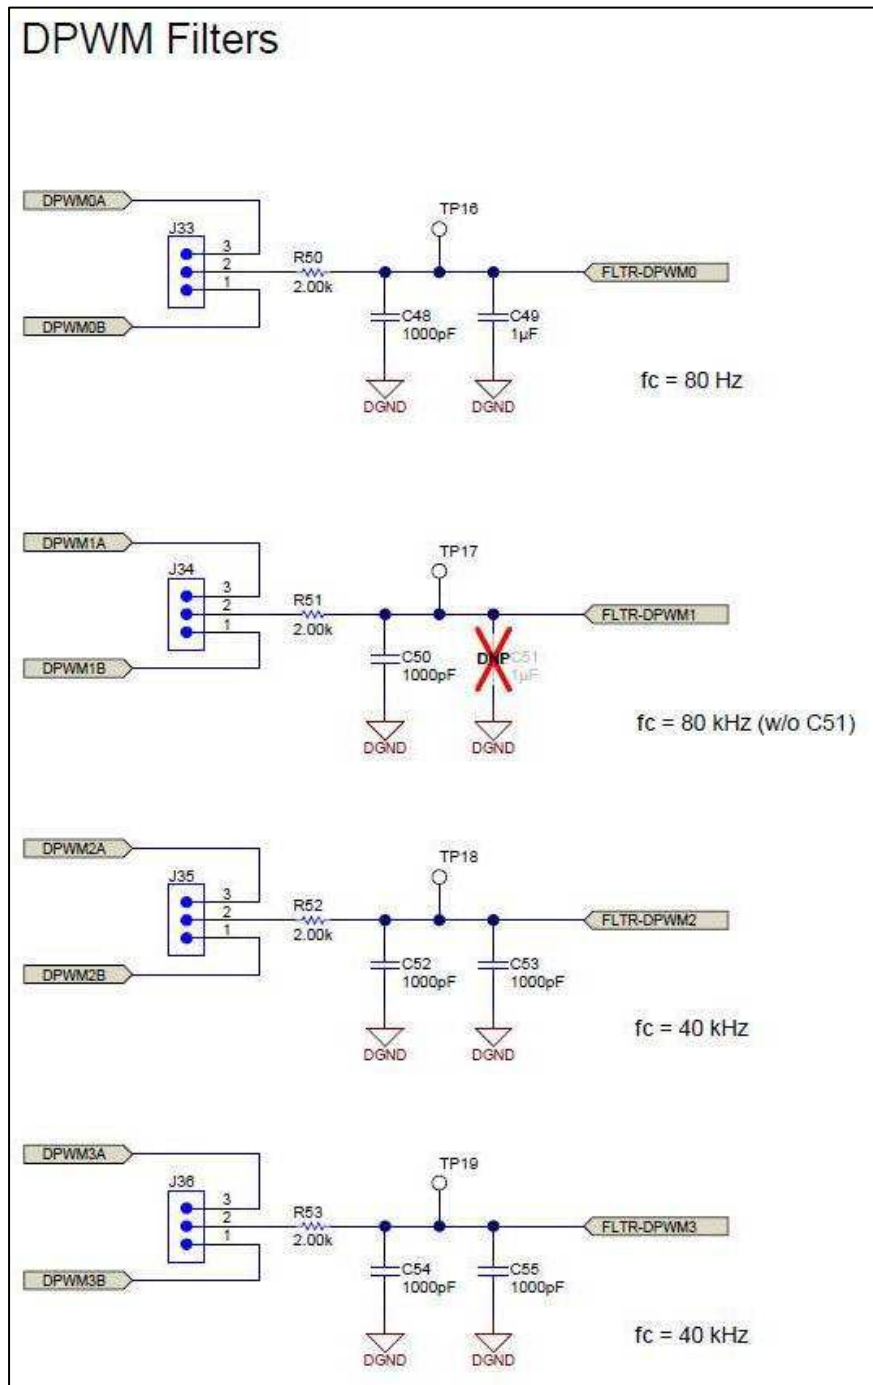 DPWM Filters
DPWM0A
J33
3
2
1
DPWM0B
R50
2.00k
TP16
C48
1000pF
C49
1µF
FLTR-DPWM0
DGND
DGND
fc = 80 Hz
DPWM1A
J34
3
2
1
DPWM1B
R51
2.00k
TP17
C50
1000pF
DNP
C51
1µF
FLTR-DPWM1
DGND
DGND
fc = 80 kHz (w/o C51)
DPWM2A
J35
3
2
1
DPWM2B
R52
2.00k
TP18
C52
1000pF
C53
1000pF
FLTR-DPWM2
DGND
DGND
fc = 40 kHz
DPWM3A
J36
3
2
1
DPWM3B
R53
2.00k
TP19
C54
1000pF
C55
1000pF
FLTR-DPWM3
DGND
DGND
fc = 40 kHz